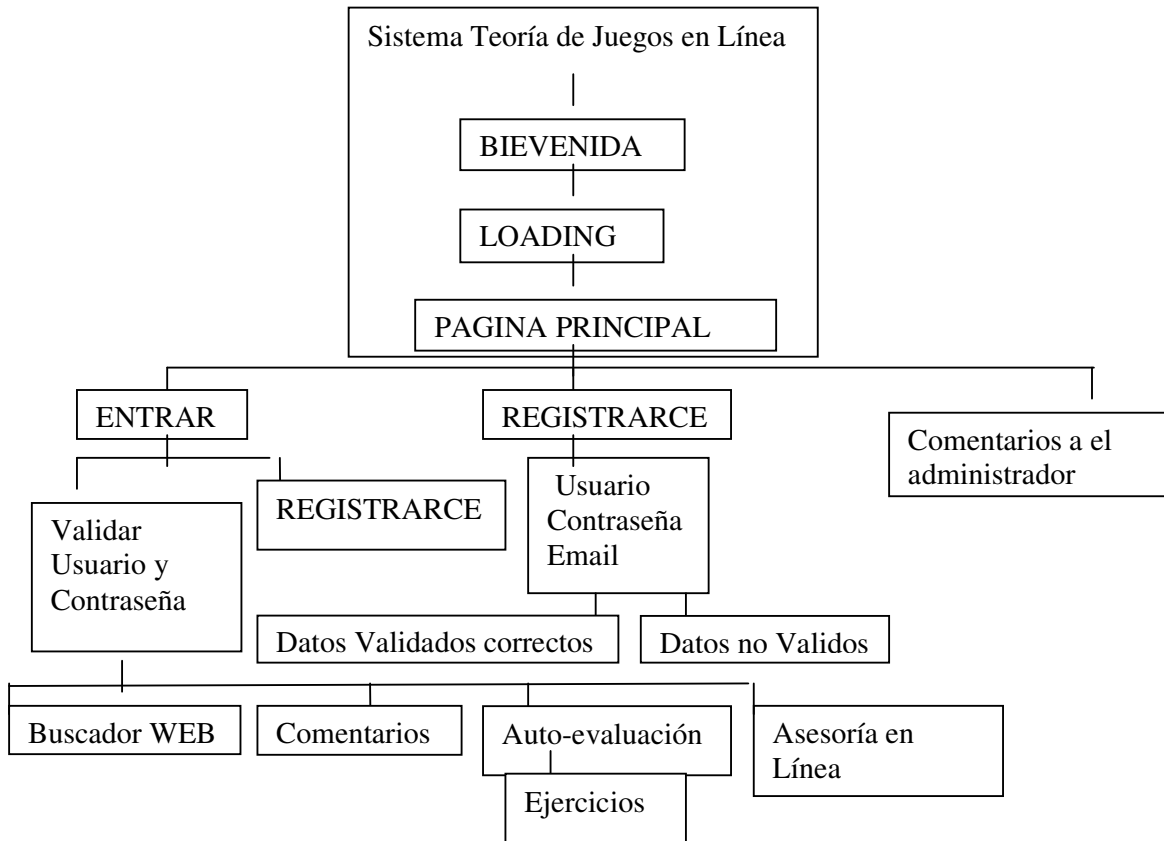 Sistema Teoría de Juegos en Línea
BIEVENIDA
LOADING
PAGINA PRINCIPAL
ENTRAR
REGISTRARCE
Comentarios a el
administrador
Validar
Usuario y
Contraseña
REGISTRARCE
Usuario
Contraseña
Email
Datos Validados correctos
Datos no Validos
Buscador WEB
Comentarios
Auto-evaluación
Asesoría en
Línea
Ejercicios